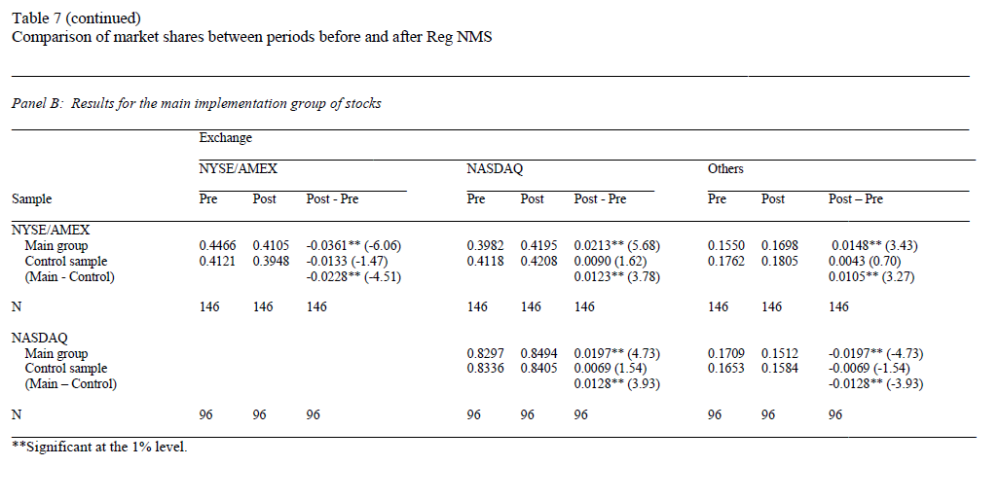 Table 7 (continued)
Comparison of market shares between periods before and after Reg NMS
Panel B:  Results for the main implementation group of stocks
Exchange
NYSE/AMEX NASDAQ Others
Sample Pre Post Post - Pre Pre Post Post - Pre Pre Post Post – Pre
NYSE/AMEX
Main group 0.4466 0.4105 -0.0361** (-6.06) 0.3982 0.4195 0.0213** (5.68) 0.1550 0.1698 0.0148** (3.43)
Control sample 0.4121 0.3948 -0.0133 (-1.47) 0.4118 0.4208 0.0090 (1.62) 0.1762 0.1805 0.0043 (0.70)
(Main - Control) -0.0228** (-4.51) 0.0123** (3.78) 0.0105** (3.27)
N 146 146 146 146 146 146 146 146 146
NASDAQ
Main group 0.8297 0.8494 0.0197** (4.73) 0.1709 0.1512 -0.0197** (-4.73)
Control sample 0.8336 0.8405 0.0069 (1.54) 0.1653 0.1584 -0.0069 (-1.54)
(Main – Control) 0.0128** (3.93) -0.0128** (-3.93)
N 96 96 96 96 96 96 96 96 96
**Significant at the 1% level.